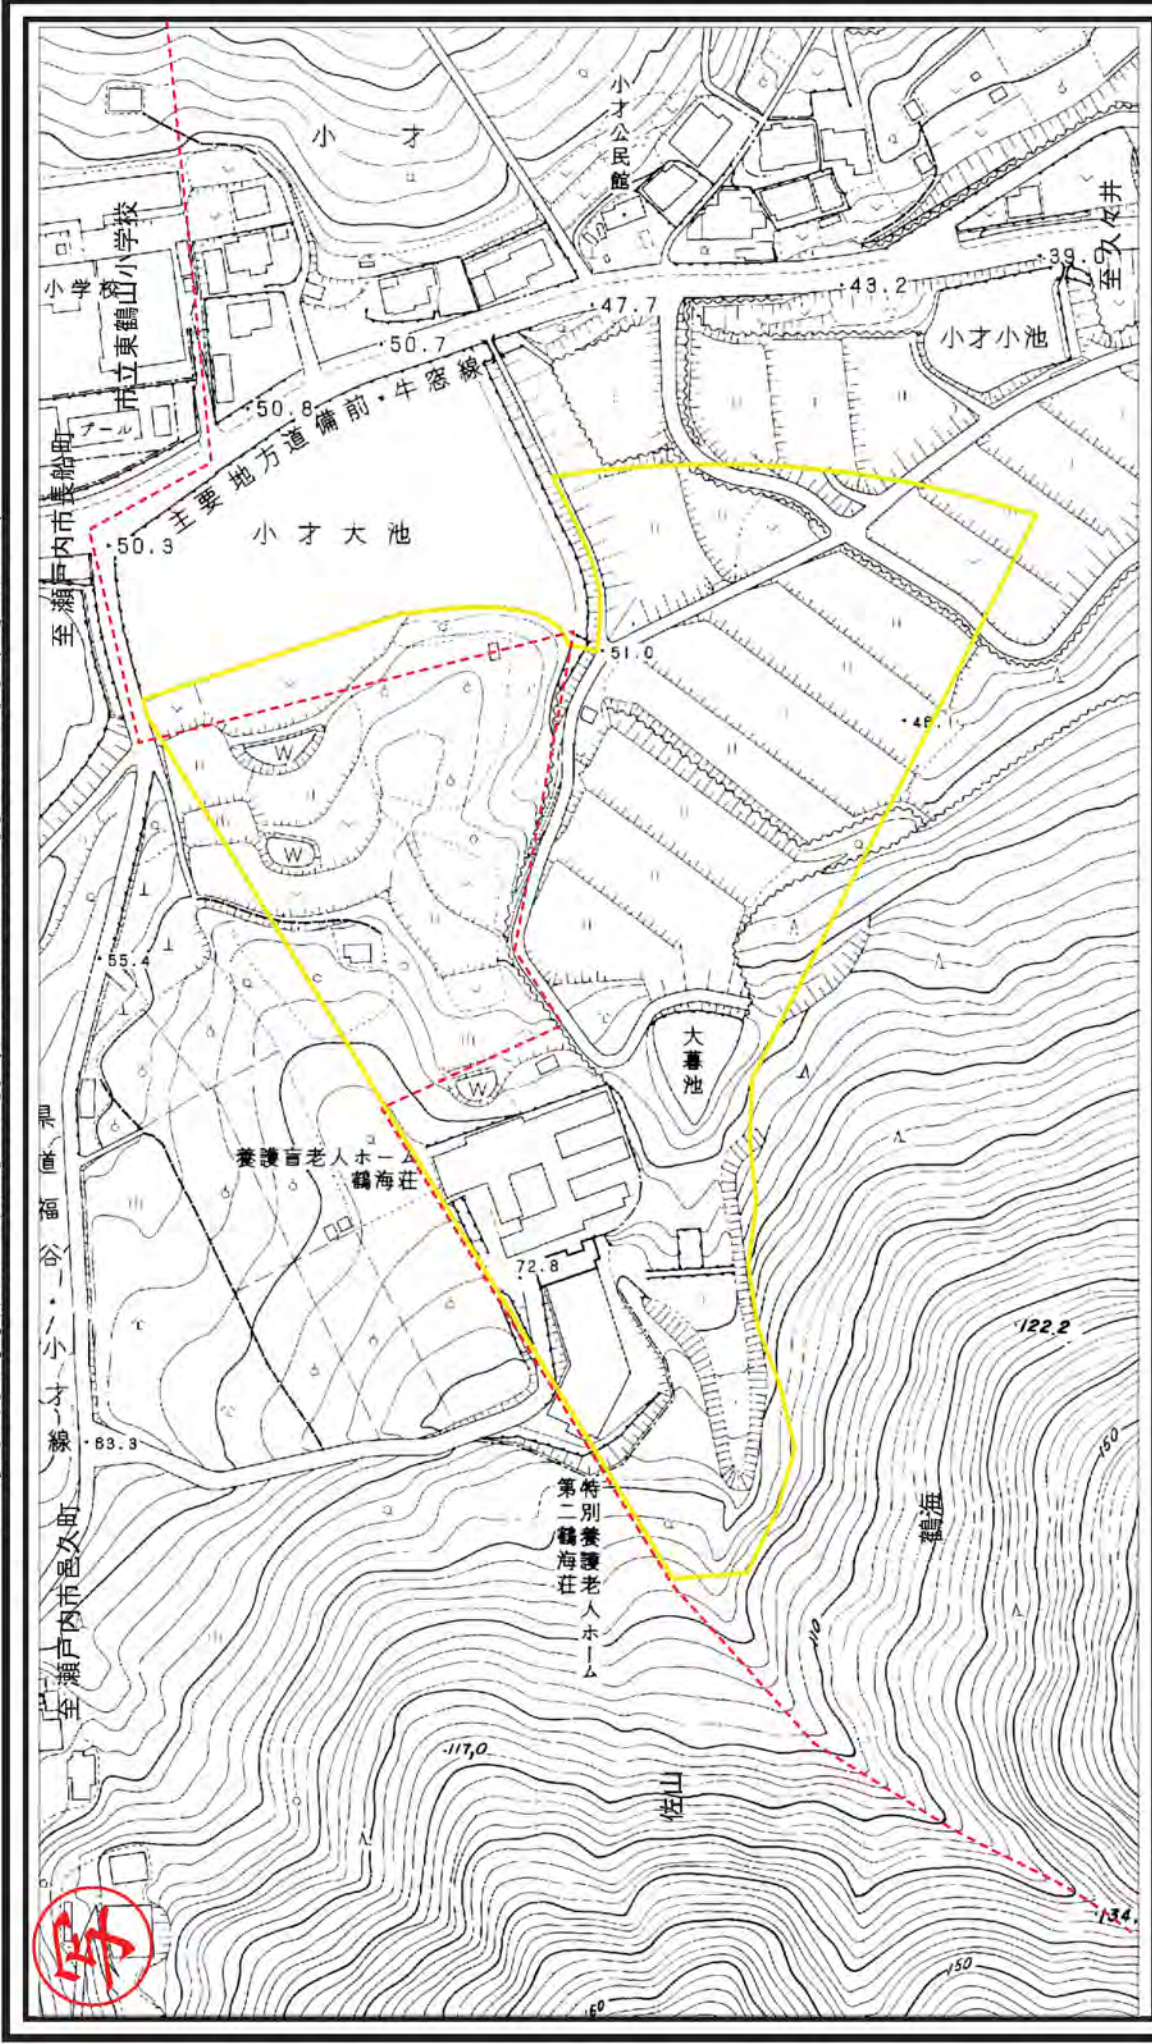 小才
小才公民館
小学校
市立東鶴山小学校
プール
至久々井
39.9
43.2
47.7
50.7
50.8
小才小池
主要地方道備前・牛窓線
至瀬戸内市長船町
50.3
小才大池
51.0
W
W
55.4
大暮池
W
養護盲老人ホーム
鶴海荘
72.8
県道福谷・小才線
63.3
122.2
150
特別養護老人ホーム
第二鶴海荘
鶴海
至瀬戸内市邑久町
110
117.0
佐山
134.
150
写